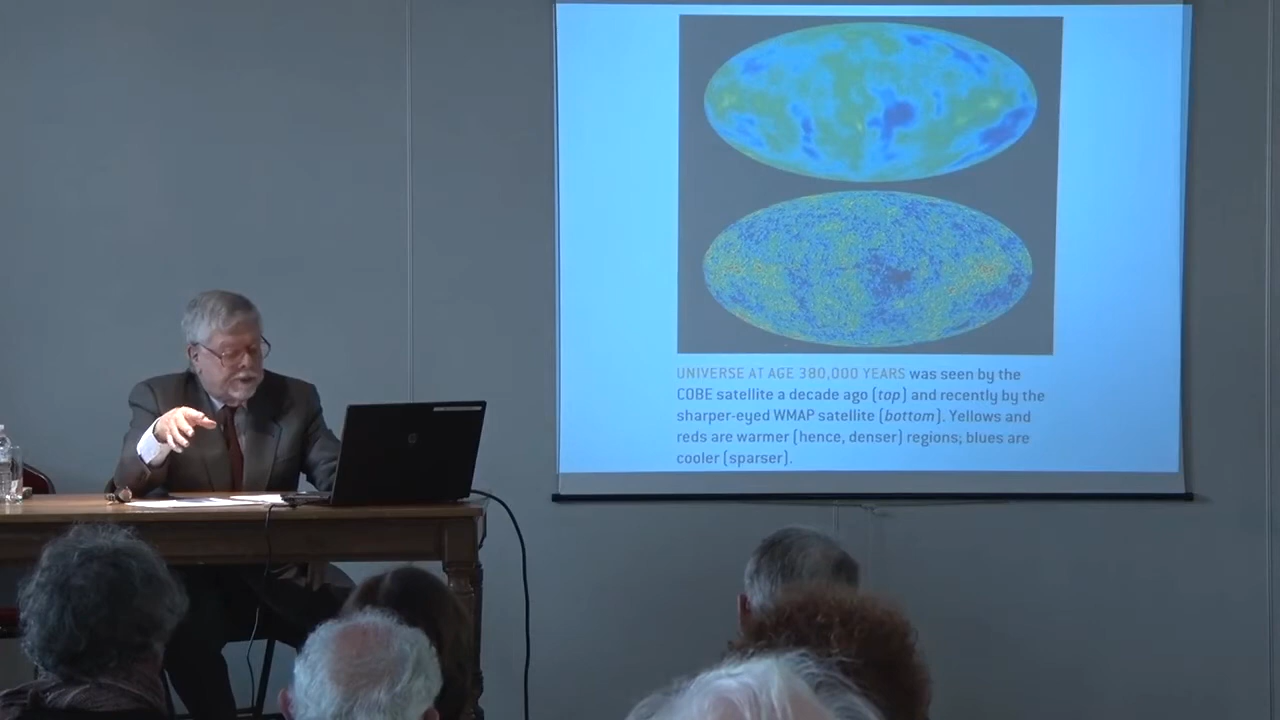 UNIVERSE AT AGE 380,000 YEARS was seen by the
COBE satellite a decade ago (top) and recently by the
sharper-eyed WMAP satellite (bottom). Yellows and
reds are warmer (hence, denser) regions; blues are
cooler (sparser).